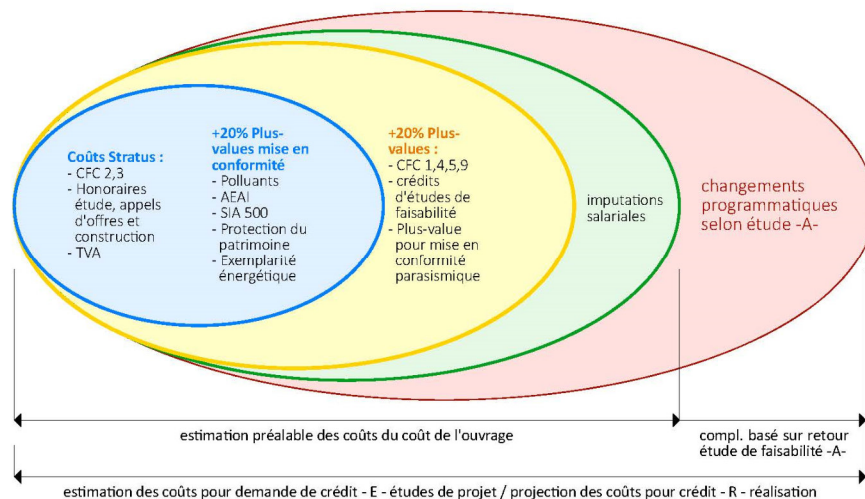 Coûts Stratus :
- CFC 2,3
- Honoraires
étude, appels
d'offres et
construction
- TVA
+20% Plus-
values mise en
conformité
- Polluants
- AEAI
- SIA 500
- Protection du
patrimoine
- Exemplarité
énergétique
+20% Plus-
values :
- CFC 1,4,5,9
- crédits
d'études de
faisabilité
- Plus-value
pour mise en
conformité
parasismique
imputations
salariales
changements
programmatiques
selon étude -A-
estimation préalable des coûts du coût de l'ouvrage
compl. basé sur retour
étude de faisabilité -A-
estimation des coûts pour demande de crédit - E - études de projet / projection des coûts pour crédit - R - réalisation